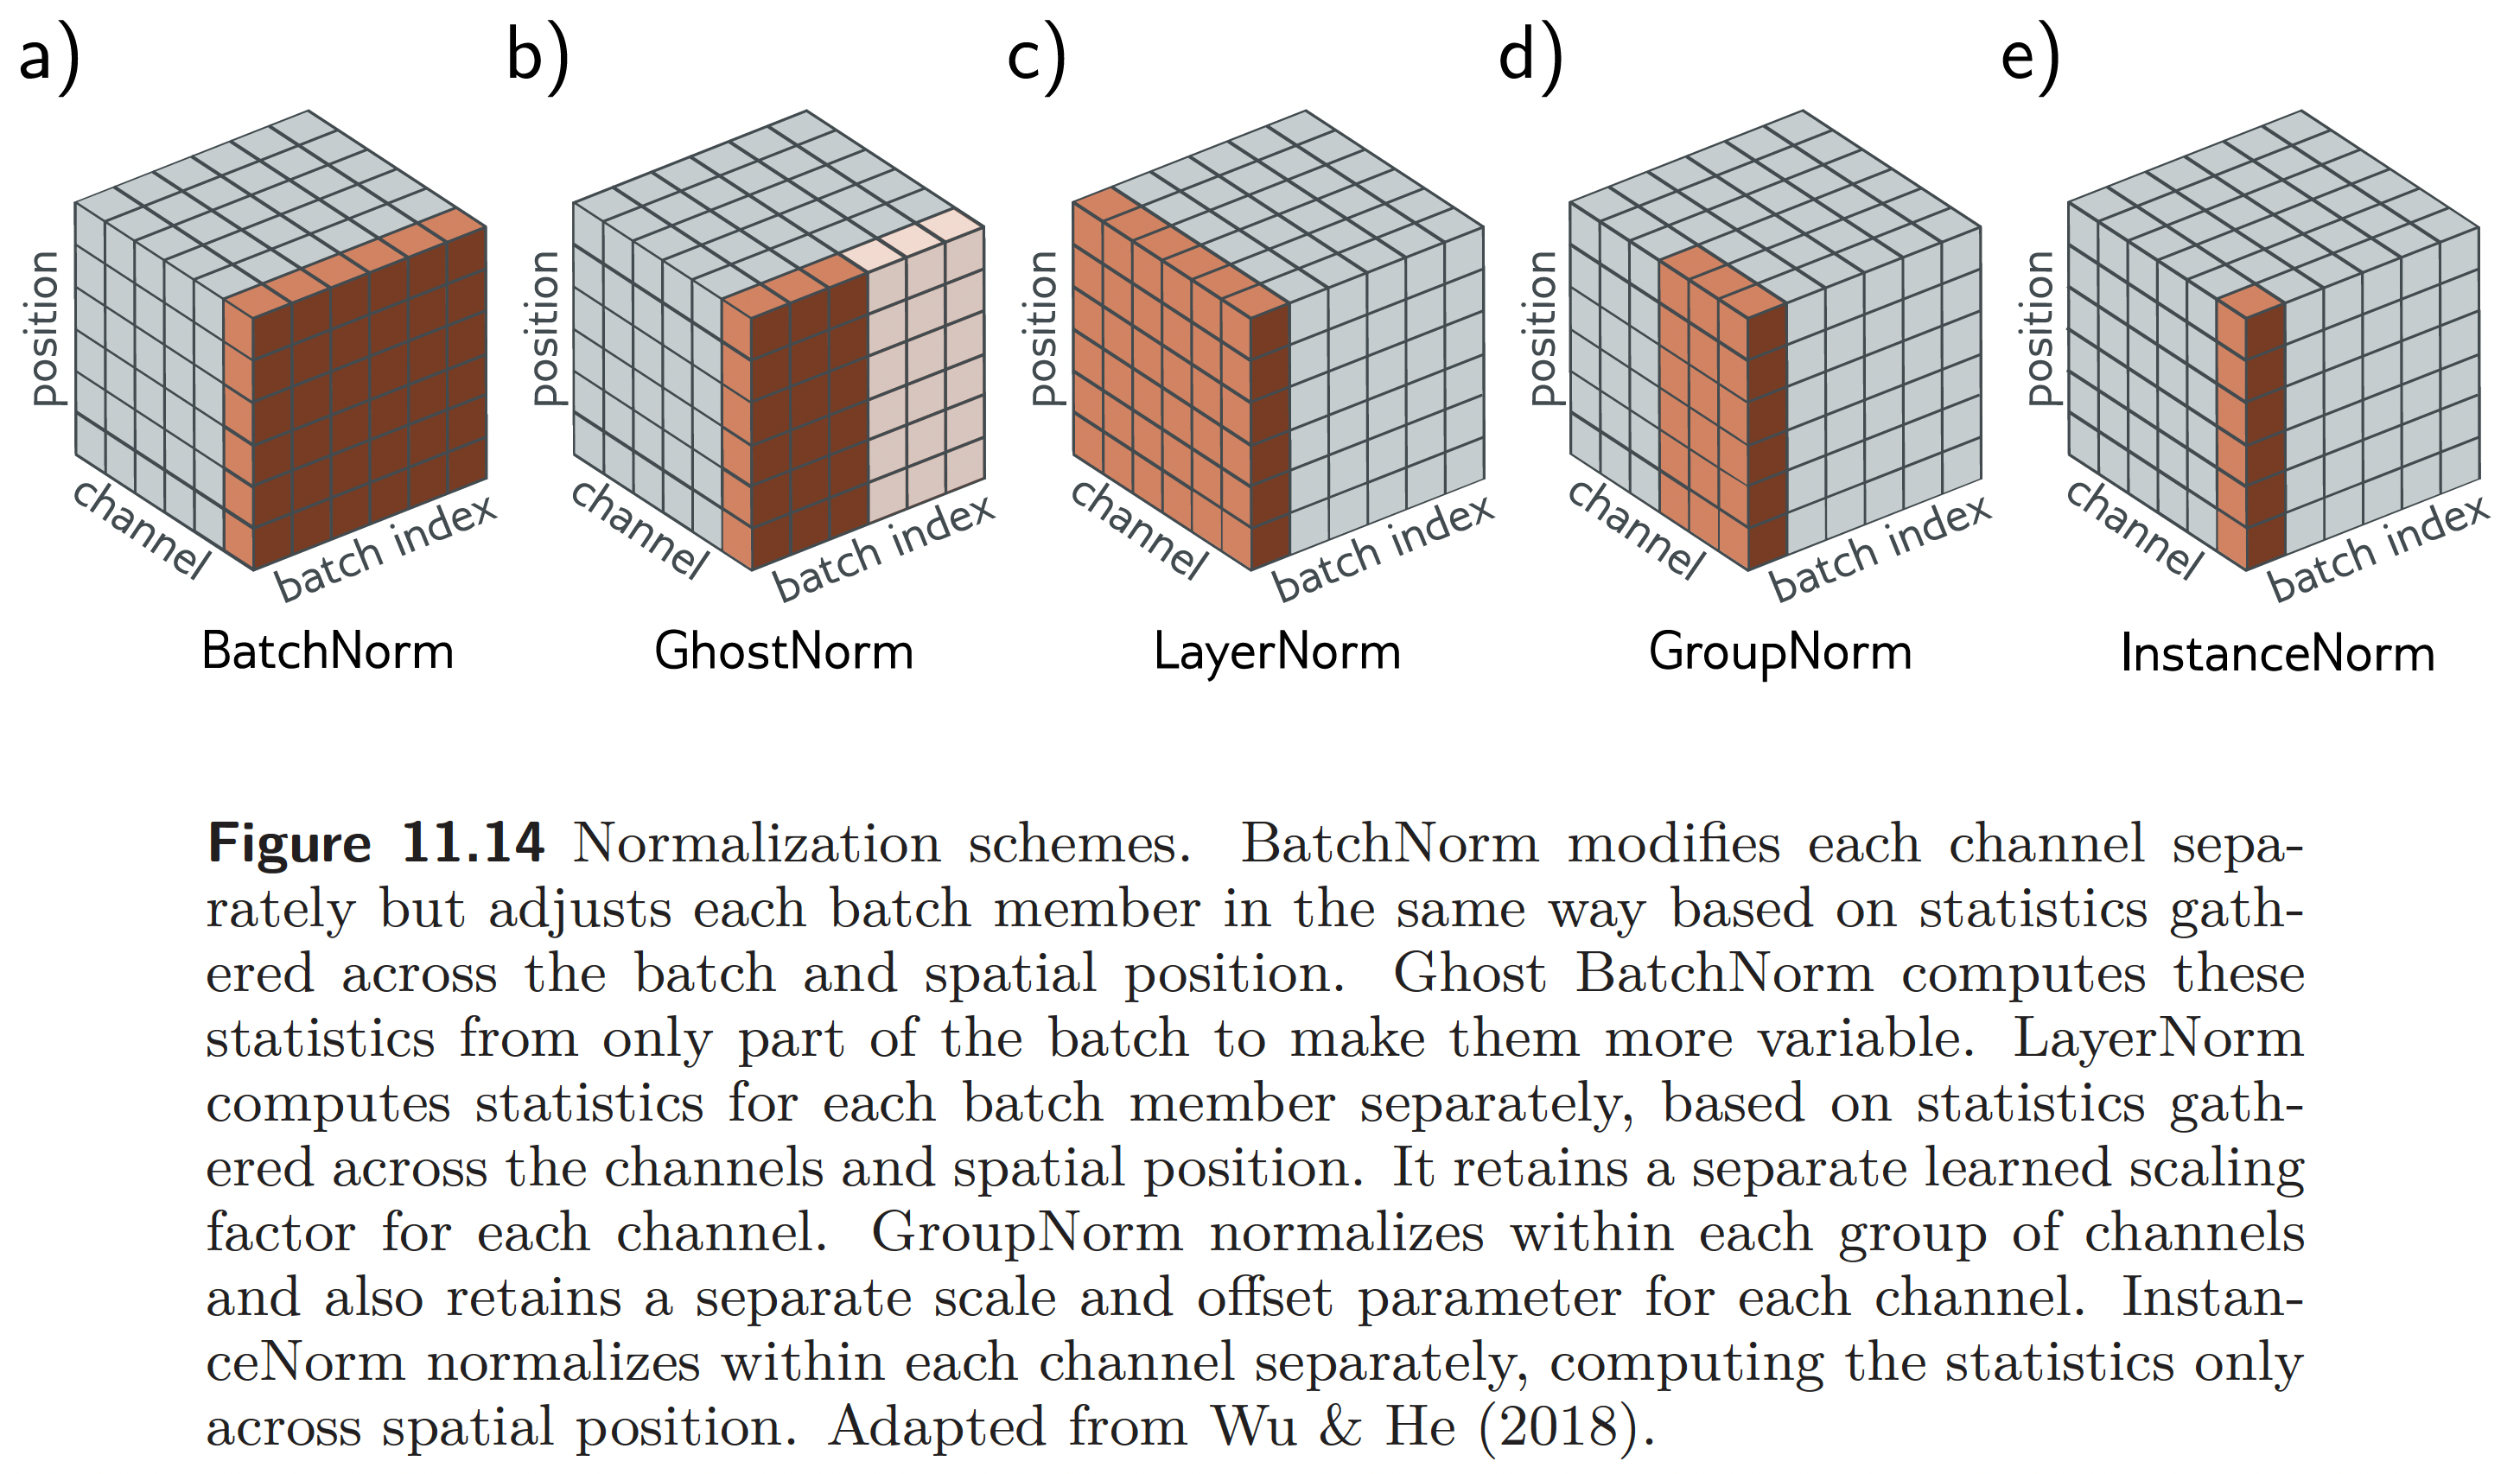 a) b) c) d) e)
position channel batch index
position channel batch index
position channel batch index
position channel batch index
position channel batch index
BatchNorm GhostNorm LayerNorm GroupNorm InstanceNorm
Figure 11.14 Normalization schemes. BatchNorm modifies each channel sepa-
rately but adjusts each batch member in the same way based on statistics gath-
ered across the batch and spatial position. Ghost BatchNorm computes these
statistics from only part of the batch to make them more variable. LayerNorm
computes statistics for each batch member separately, based on statistics gath-
ered across the channels and spatial position. It retains a separate learned scaling
factor for each channel. GroupNorm normalizes within each group of channels
and also retains a separate scale and offset parameter for each channel. Instan-
ceNorm normalizes within each channel separately, computing the statistics only
across spatial position. Adapted from Wu & He (2018).